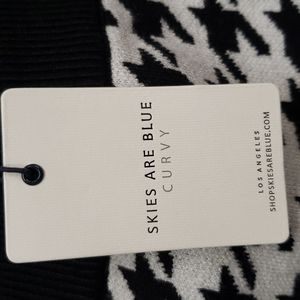 SKIES ARE BLUE
CURVY
LOS ANGELES
SHOPSKIESAREBLUE.COM